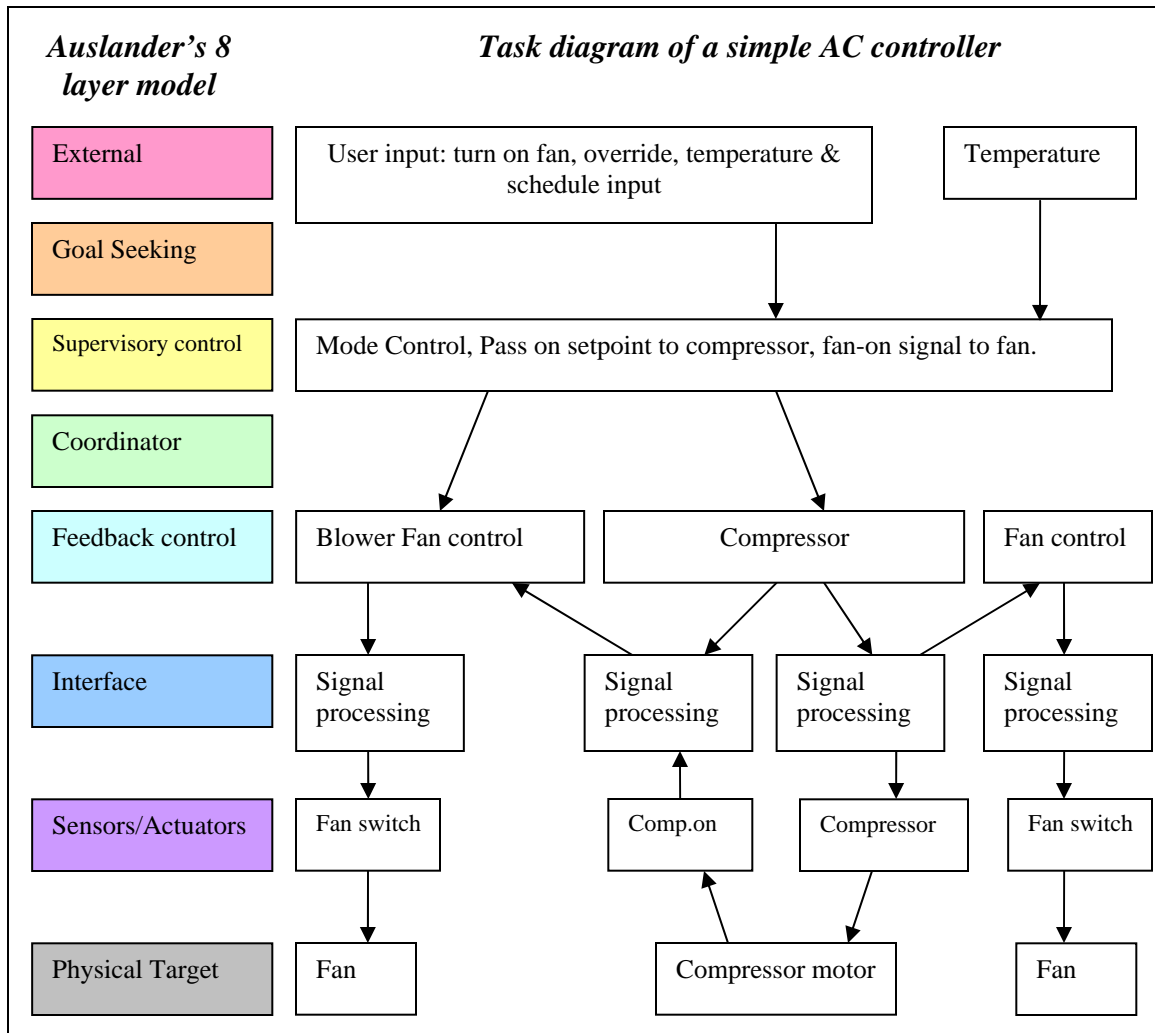 Auslander's 8
layer model
Task diagram of a simple AC controller
External
User input: turn on fan, override, temperature &
schedule input
Temperature
Goal Seeking
Supervisory control
Mode Control, Pass on setpoint to compressor, fan-on signal to fan.
Coordinator
Feedback control
Blower Fan control
Compressor
Fan control
Interface
Signal
processing
Signal
processing
Signal
processing
Signal
processing
Sensors/Actuators
Fan switch
Comp.on
Compressor
Fan switch
Physical Target
Fan
Compressor motor
Fan